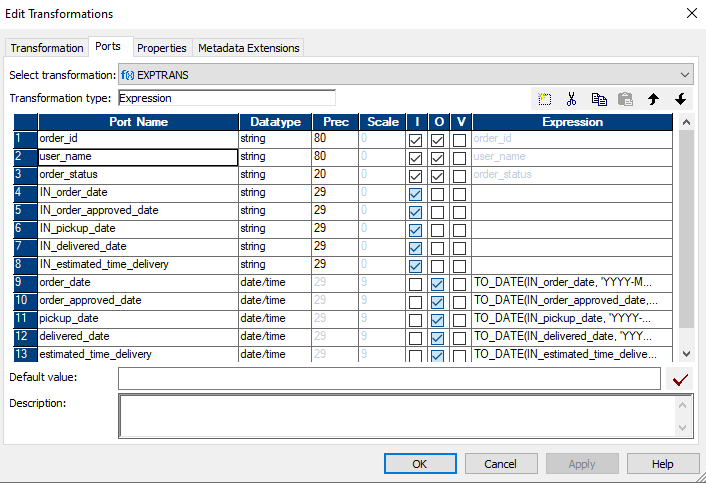 Edit Transformations
Transformation Ports Properties Metadata Extensions
Select transformation: f(x) EXPTRANS
Transformation type: Expression
Port Name Datatype Prec Scale I O V Expression
1 order_id string 80 0 order_id
2 user_name string 80 0 user_name
3 order_status string 20 0 order_status
4 IN_order_date string 29 0
5 IN_order_approved_date string 29 0
6 IN_pickup_date string 29 0
7 IN_delivered_date string 29 0
8 IN_estimated_time_delivery string 29 0
9 order_date date/time 29 9 TO_DATE(IN_order_date, 'YYYY-M...
10 order_approved_date date/time 29 9 TO_DATE(IN_order_approved_date,...
11 pickup_date date/time 29 9 TO_DATE(IN_pickup_date, 'YYYY-...
12 delivered_date date/time 29 9 TO_DATE(IN_delivered_date, 'YYY...
13 estimated_time_delivery date/time 29 9 TO_DATE(IN_estimated_time_delive...
Default value:
Description:
OK Cancel Apply Help